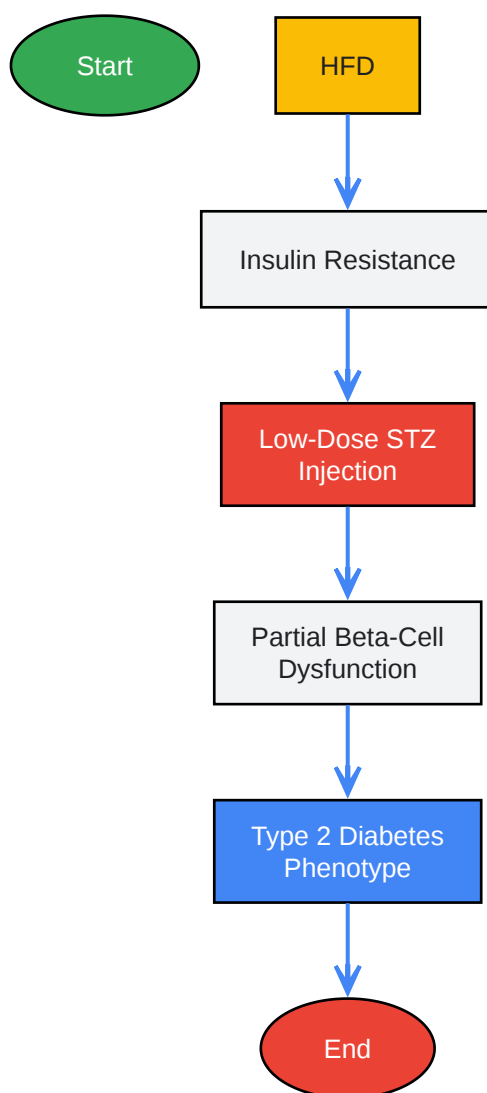 Start
HFD
Insulin Resistance
Low-Dose STZ
Injection
Partial Beta-Cell
Dysfunction
Type 2 Diabetes
Phenotype
End